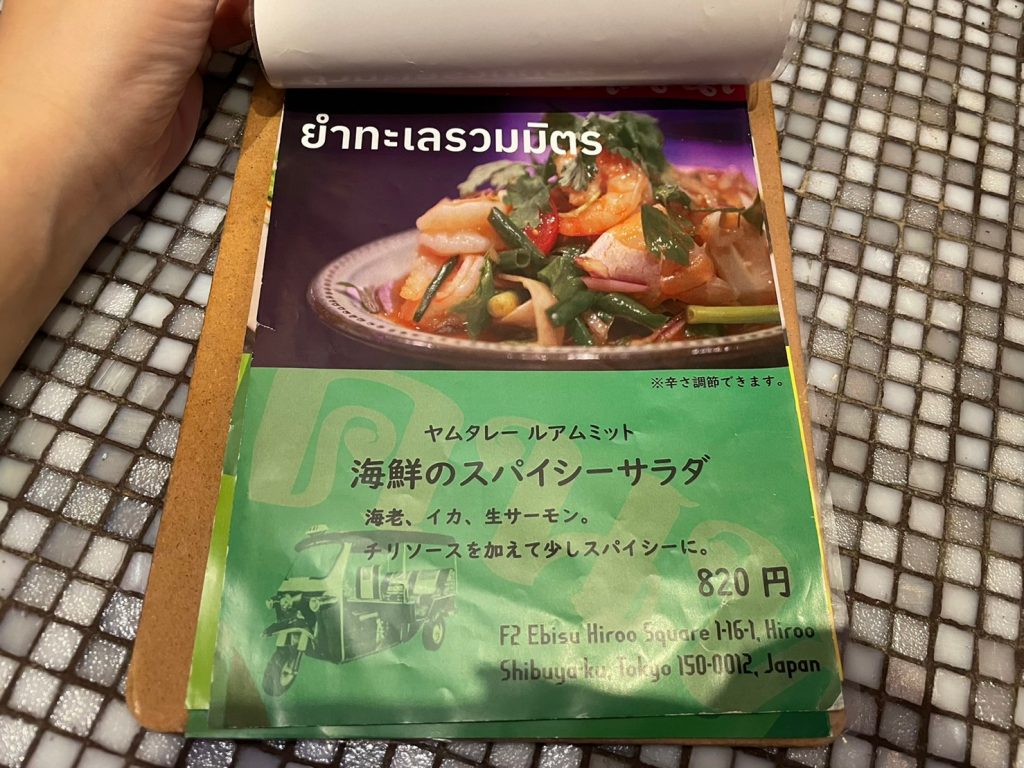 ยำทะเลรวมมิตร
※辛さ調節できます。
ヤムタレー ルアムミット
海鮮のスパイシーサラダ
海老、イカ、生サーモン。
チリソースを加えて少しスパイシーに。
820 円
F2 Ebisu Hiroo Square 1-16-1, Hiroo
Shibuya-ku, Tokyo 150-0012, Japan